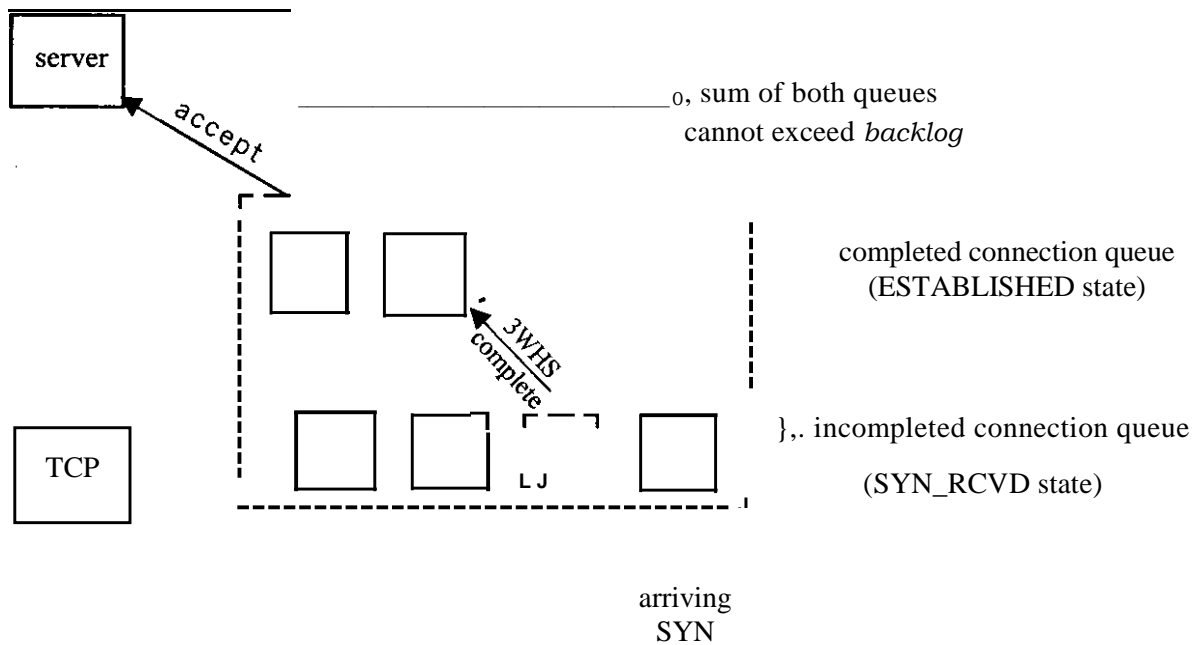 server
accept
o, sum of both queues
cannot exceed backlog
completed connection queue
(ESTABLISHED state)
3WHS
complete
},. incompleted connection queue
(SYN_RCVD state)
TCP
LJ
arriving
SYN